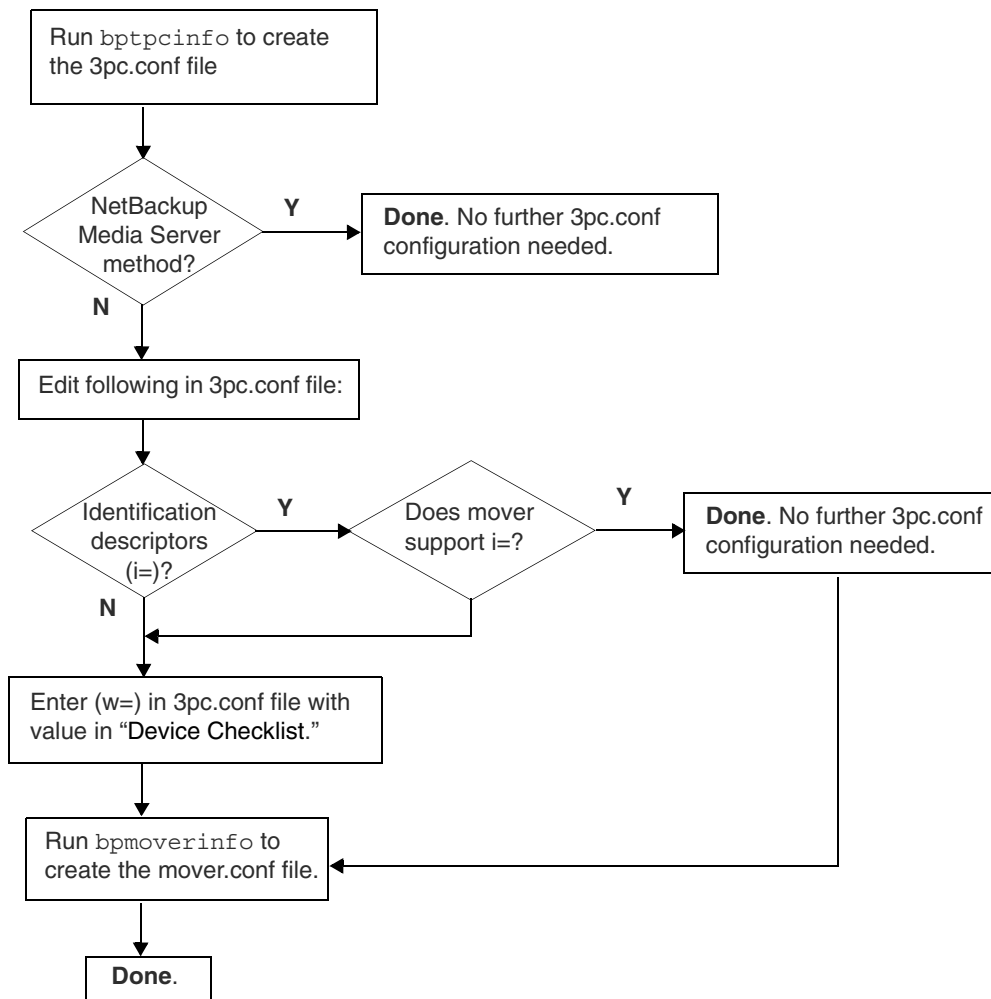 Run bptpcinfo to create
the 3pc.conf file
NetBackup
Media Server
method?
Y
Done. No further 3pc.conf
configuration needed.
N
Edit following in 3pc.conf file:
Identification
descriptors
(i=)?
Y
Does mover
support i=?
Y
Done. No further 3pc.conf
configuration needed.
N
Enter (w=) in 3pc.conf file with
value in “Device Checklist.”
Run bpmoverinfo to
create the mover.conf file.
Done.